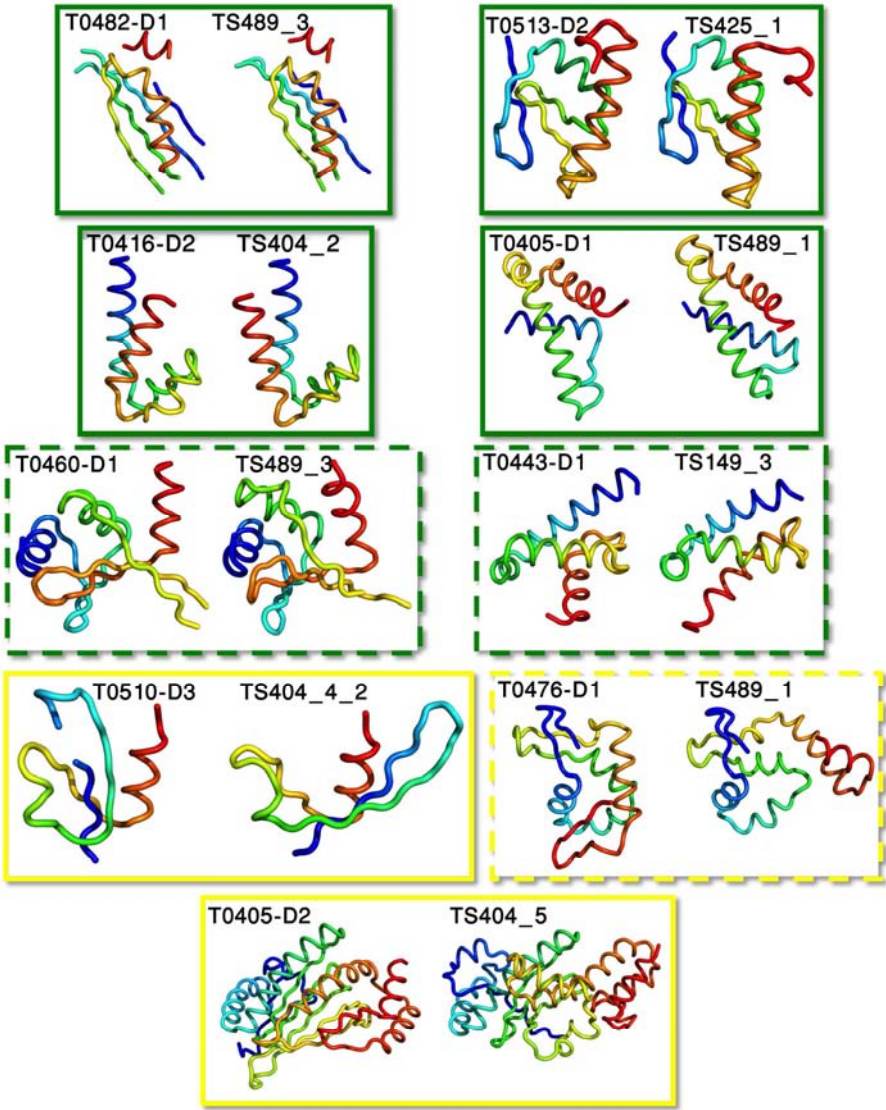 T0482-D1 TS489_3
T0513-D2 TS425_1
T0416-D2 TS404_2
T0405-D1 TS489_1
T0460-D1 TS489_3
T0443-D1 TS149_3
T0510-D3 TS404_4_2
T0476-D1 TS489_1
T0405-D2 TS404_5